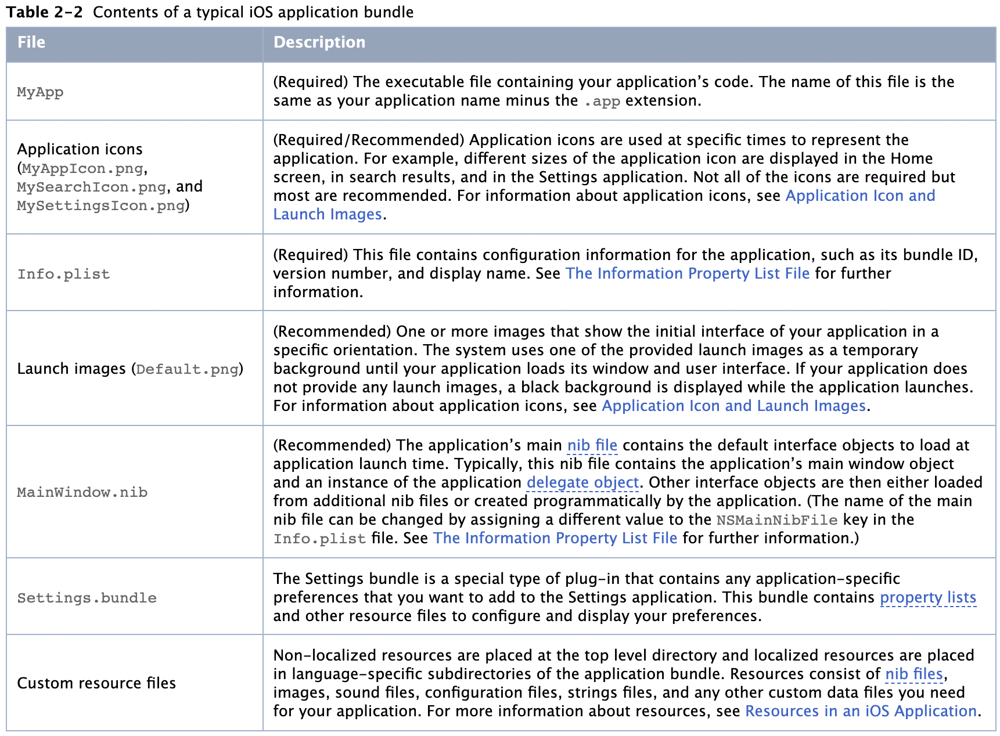 Table 2-2 Contents of a typical iOS application bundle
File
Description
MyApp
(Required) The executable file containing your application’s code. The name of this file is the
same as your application name minus the .app extension.
Application icons
(MyAppIcon.png,
MySearchIcon.png, and
MySettingsIcon.png)
(Required/Recommended) Application icons are used at specific times to represent the
application. For example, different sizes of the application icon are displayed in the Home
screen, in search results, and in the Settings application. Not all of the icons are required but
most are recommended. For information about application icons, see Application Icon and
Launch Images.
Info.plist
(Required) This file contains configuration information for the application, such as its bundle ID,
version number, and display name. See The Information Property List File for further
information.
Launch images (Default.png)
(Recommended) One or more images that show the initial interface of your application in a
specific orientation. The system uses one of the provided launch images as a temporary
background until your application loads its window and user interface. If your application does
not provide any launch images, a black background is displayed while the application launches.
For information about application icons, see Application Icon and Launch Images.
MainWindow.nib
(Recommended) The application’s main nib file contains the default interface objects to load at
application launch time. Typically, this nib file contains the application’s main window object
and an instance of the application delegate object. Other interface objects are then either loaded
from additional nib files or created programmatically by the application. (The name of the main
nib file can be changed by assigning a different value to the NSMainNibFile key in the
Info.plist file. See The Information Property List File for further information.)
Settings.bundle
The Settings bundle is a special type of plug-in that contains any application-specific
preferences that you want to add to the Settings application. This bundle contains property lists
and other resource files to configure and display your preferences.
Custom resource files
Non-localized resources are placed at the top level directory and localized resources are placed
in language-specific subdirectories of the application bundle. Resources consist of nib files,
images, sound files, configuration files, strings files, and any other custom data files you need
for your application. For more information about resources, see Resources in an iOS Application.